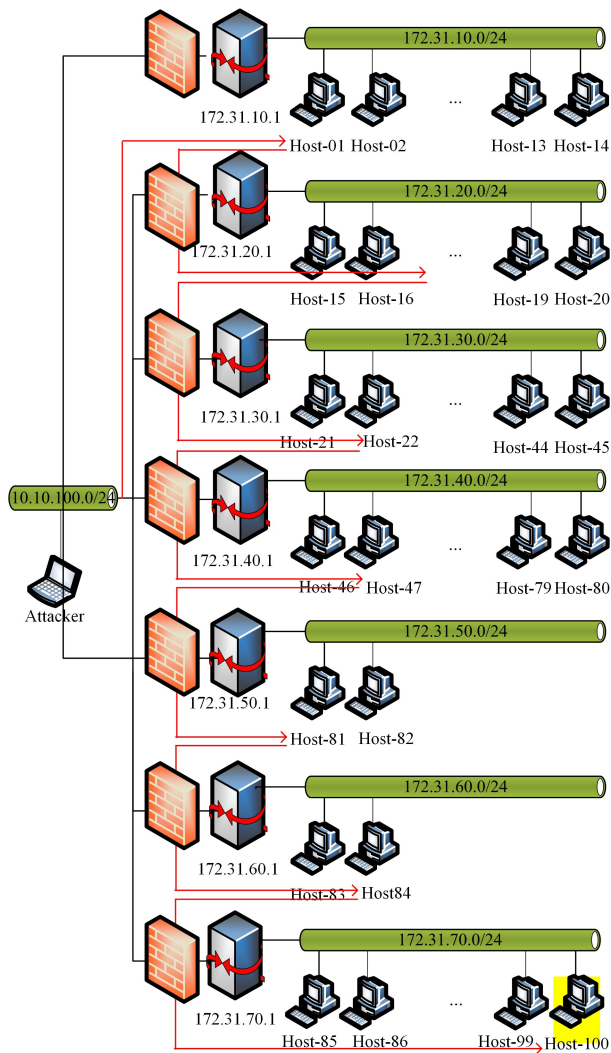 172.31.10.0/24
172.31.10.1
Host-01 Host-02 ... Host-13 Host-14
172.31.20.0/24
172.31.20.1
Host-15 Host-16 ... Host-19 Host-20
172.31.30.0/24
172.31.30.1
Host-21 Host-22 ... Host-44 Host-45
172.31.40.0/24
10.10.100.0/24
172.31.40.1
Host-46 Host-47 ... Host-79 Host-80
Attacker
172.31.50.0/24
172.31.50.1
Host-81 Host-82
172.31.60.0/24
172.31.60.1
Host-83 Host84
172.31.70.0/24
172.31.70.1
Host-85 Host-86 ... Host-99 Host-100